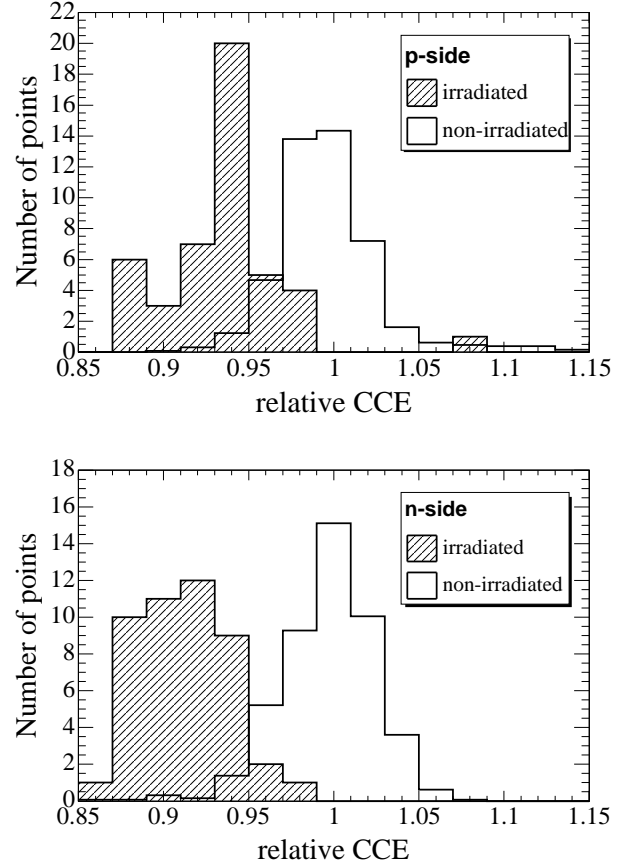 22
20
18
16
14
12
10
8
6
4
2
0
Number of points
p-side
irradiated
non-irradiated
0.85 0.9 0.95 1 1.05 1.1 1.15
relative CCE
18
16
14
12
10
8
6
4
2
0
Number of points
n-side
irradiated
non-irradiated
0.85 0.9 0.95 1 1.05 1.1 1.15
relative CCE